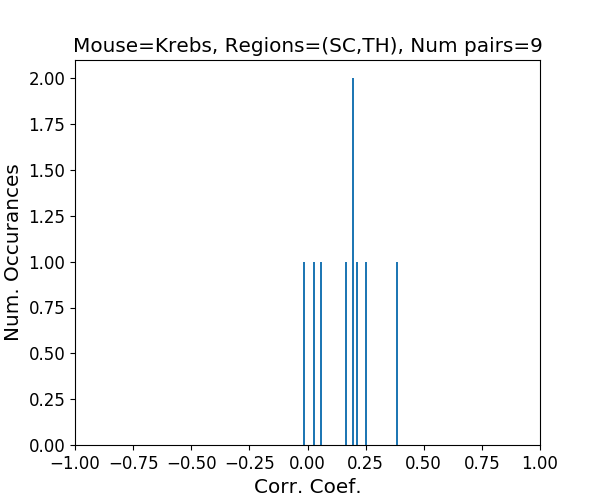 Mouse=Krebs, Regions=(SC,TH), Num pairs=9
2.00
1.75
1.50
1.25
1.00
0.75
0.50
0.25
0.00
Num. Occurances
−1.00 −0.75 −0.50 −0.25 0.00 0.25 0.50 0.75 1.00
Corr. Coef.